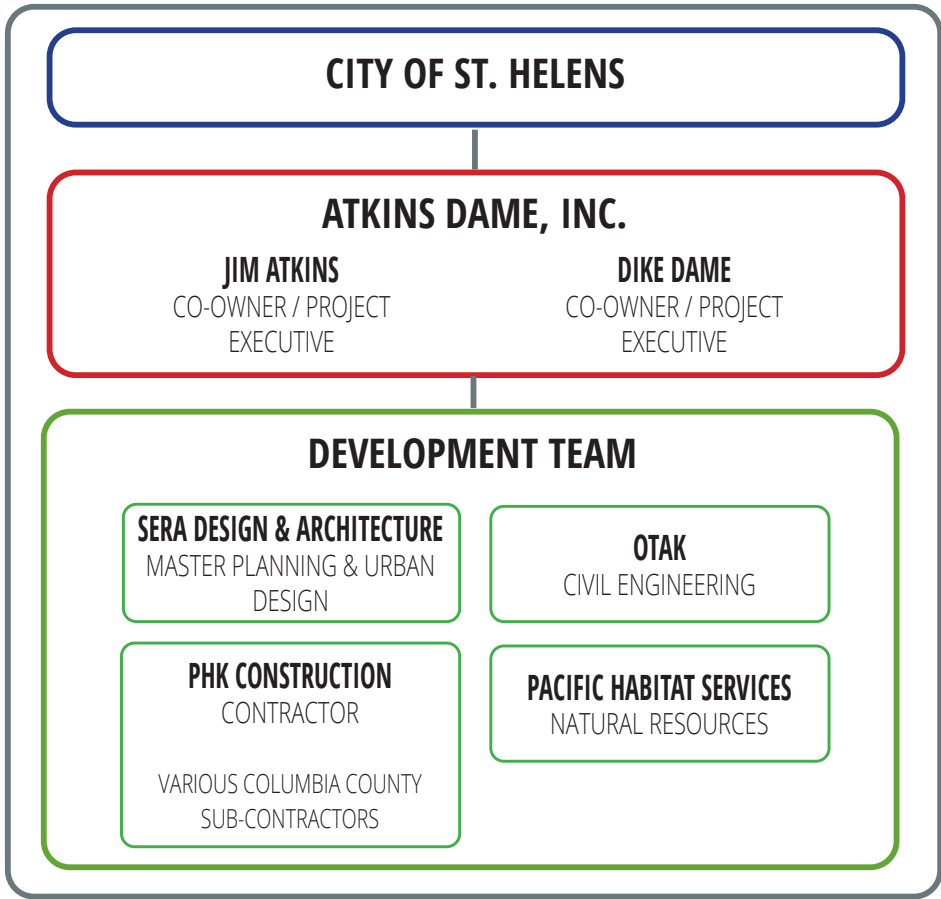 CITY OF ST. HELENS
ATKINS DAME, INC.
JIM ATKINS
CO-OWNER / PROJECT
EXECUTIVE
DIKE DAME
CO-OWNER / PROJECT
EXECUTIVE
DEVELOPMENT TEAM
SERA DESIGN & ARCHITECTURE
MASTER PLANNING & URBAN
DESIGN
OTAK
CIVIL ENGINEERING
PHK CONSTRUCTION
CONTRACTOR
VARIOUS COLUMBIA COUNTY
SUB-CONTRACTORS
PACIFIC HABITAT SERVICES
NATURAL RESOURCES